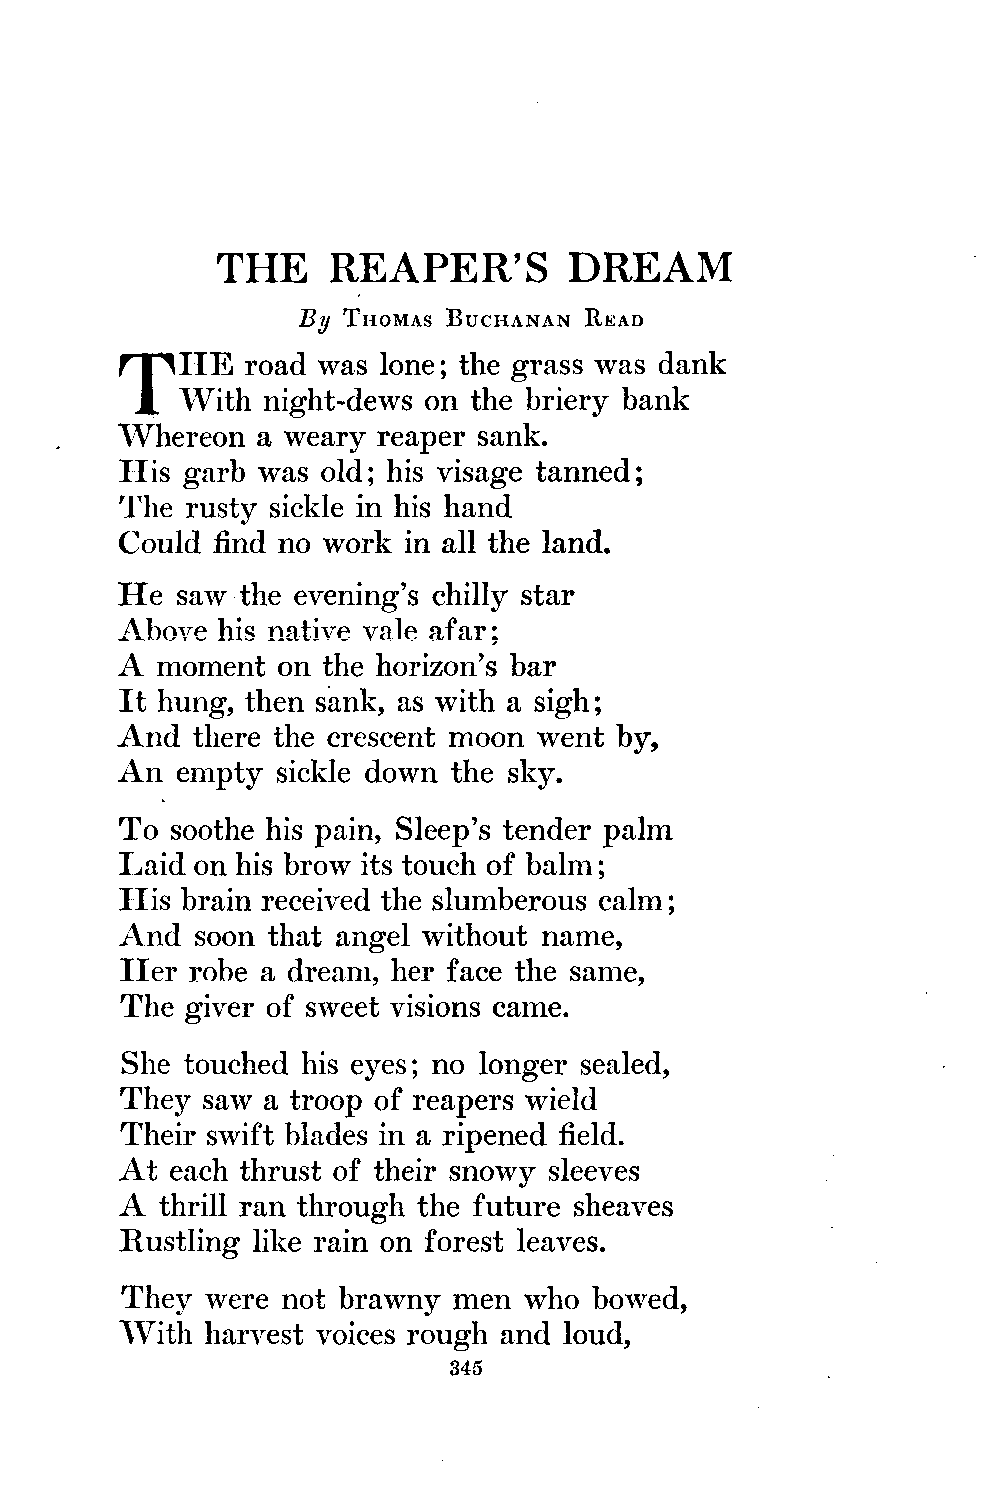 THE REAPER'S DREAM
By THOMAS BUCHANAN READ
THE road was lone; the grass was dank
With night-dews on the briery bank
Whereon a weary reaper sank.
His garb was old; his visage tanned;
The rusty sickle in his hand
Could find no work in all the land.
He saw the evening's chilly star
Above his native vale afar;
A moment on the horizon's bar
It hung, then sank, as with a sigh;
And there the crescent moon went by,
An empty sickle down the sky.
To soothe his pain, Sleep's tender palm
Laid on his brow its touch of balm;
His brain received the slumberous calm;
And soon that angel without name,
Her robe a dream, her face the same,
The giver of sweet visions came.
She touched his eyes; no longer sealed,
They saw a troop of reapers wield
Their swift blades in a ripened field.
At each thrust of their snowy sleeves
A thrill ran through the future sheaves
Rustling like rain on forest leaves.
They were not brawny men who bowed,
With harvest voices rough and loud,
345